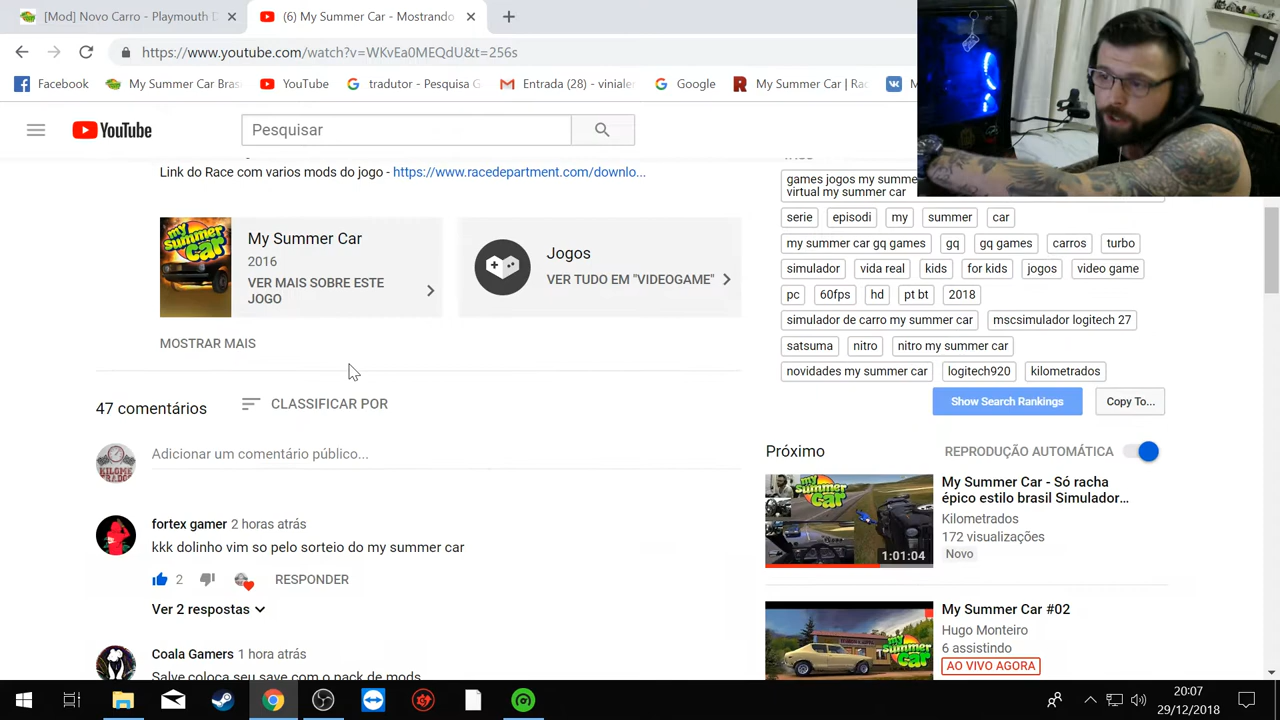 [Mod] Novo Carro - Playmouth
(6) My Summer Car - Mostrando
https://www.youtube.com/watch?v=WKvEa0MEQdU&t=256s
Facebook
My Summer Carras
YouTube
tradutor - Pesquisa G
Entrada (28) - vinialer
Google
My Summer Car | Rac
YouTube
Pesquisar
Link do Race com varios mods do jogo - https://www.racedepartment.com/downlo...
My Summer Car
2016
VER MAIS SOBRE ESTE
JOGO
Jogos
VER TUDO EM "VIDEOGAME"
MOSTRAR MAIS
47 comentários
CLASSIFICAR POR
Adicionar um comentário público...
fortex gamer 2 horas atrás
kkk dolinho vim so pelo sorteio do my summer car
2
RESPONDER
Ver 2 respostas
Coala Gamers 1 hora atrás
games jogos my summe
virtual my summer car
serie
episodi
my
summer
car
my summer car gq games
gq
gq games
carros
turbo
simulador
vida real
kids
for kids
jogos
video game
pc
60fps
hd
pt bt
2018
simulador de carro my summer car
mscsimulador logitech 27
satsuma
nitro
nitro my summer car
novidades my summer car
logitech920
kilometrados
Show Search Rankings
Copy To...
Próximo
REPRODUÇÃO AUTOMÁTICA
my summer car
1:01:04
My Summer Car - Só racha
épico estilo brasil Simulador...
Kilometrados
172 visualizações
Novo
my summer car
My Summer Car #02
Hugo Monteiro
6 assistindo
AO VIVO AGORA
20:07
29/12/2018